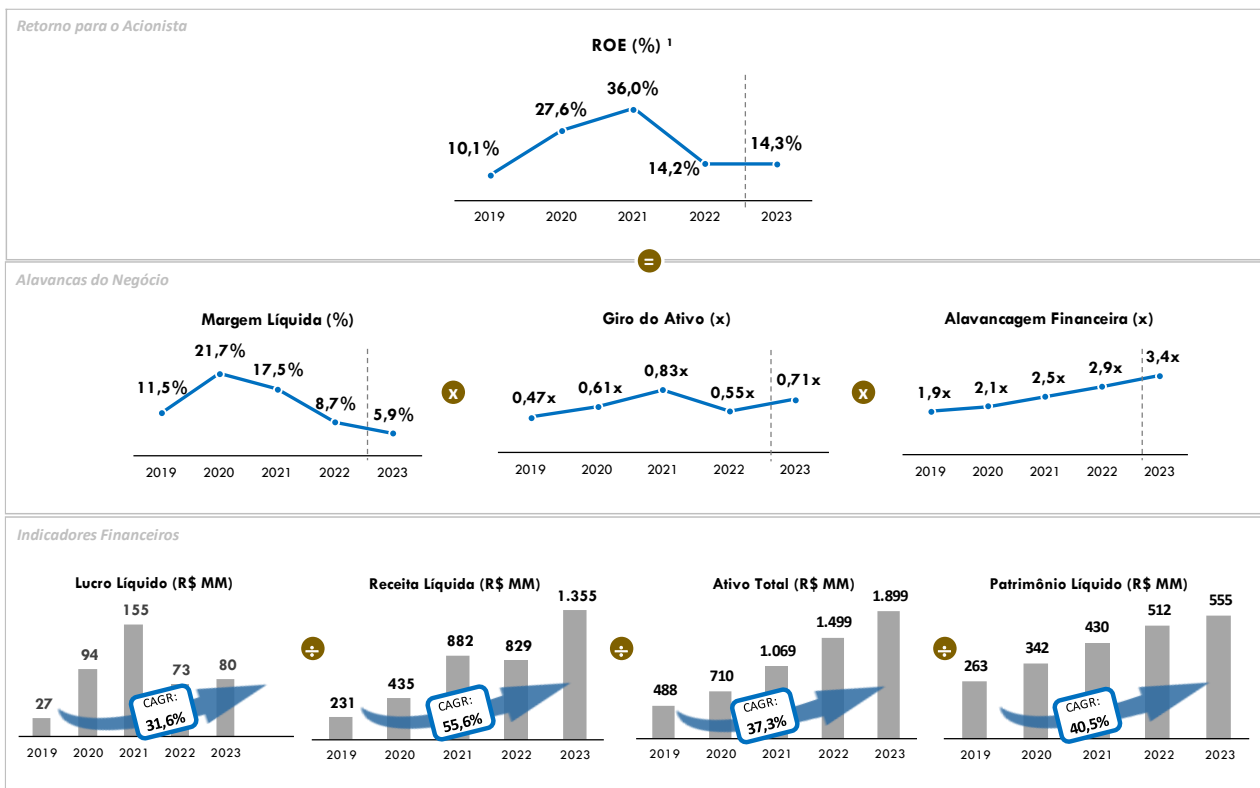 Retorno para o Acionista
ROE (%) ¹
10,1%
27,6%
36,0%
14,2%
14,3%
2019 2020 2021 2022 2023
=
Alavancas do Negócio
Margem Líquida (%)
11,5%
21,7%
17,5%
8,7%
5,9%
2019 2020 2021 2022 2023
x
Giro do Ativo (x)
0,47x
0,61x
0,83x
0,55x
0,71x
2019 2020 2021 2022 2023
x
Alavancagem Financeira (x)
1,9x
2,1x
2,5x
2,9x
3,4x
2019 2020 2021 2022 2023
Indicadores Financeiros
Lucro Líquido (R$ MM)
27
94
155
73
80
CAGR:
31,6%
2019 2020 2021 2022 2023
÷
Receita Líquida (R$ MM)
231
435
882
829
1.355
CAGR:
55,6%
2019 2020 2021 2022 2023
÷
Ativo Total (R$ MM)
488
710
1.069
1.499
1.899
CAGR:
37,3%
2019 2020 2021 2022 2023
÷
Patrimônio Líquido (R$ MM)
263
342
430
512
555
CAGR:
40,5%
2019 2020 2021 2022 2023